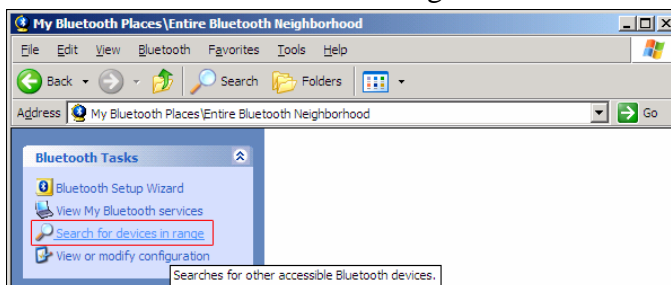 My Bluetooth Places\Entire Bluetooth Neighborhood
File Edit View Bluetooth Favorites Tools Help
Back Search Folders
Address My Bluetooth Places\Entire Bluetooth Neighborhood Go
Bluetooth Tasks
Bluetooth Setup Wizard
View My Bluetooth services
Search for devices in range
View or modify configuration
Searches for other accessible Bluetooth devices.